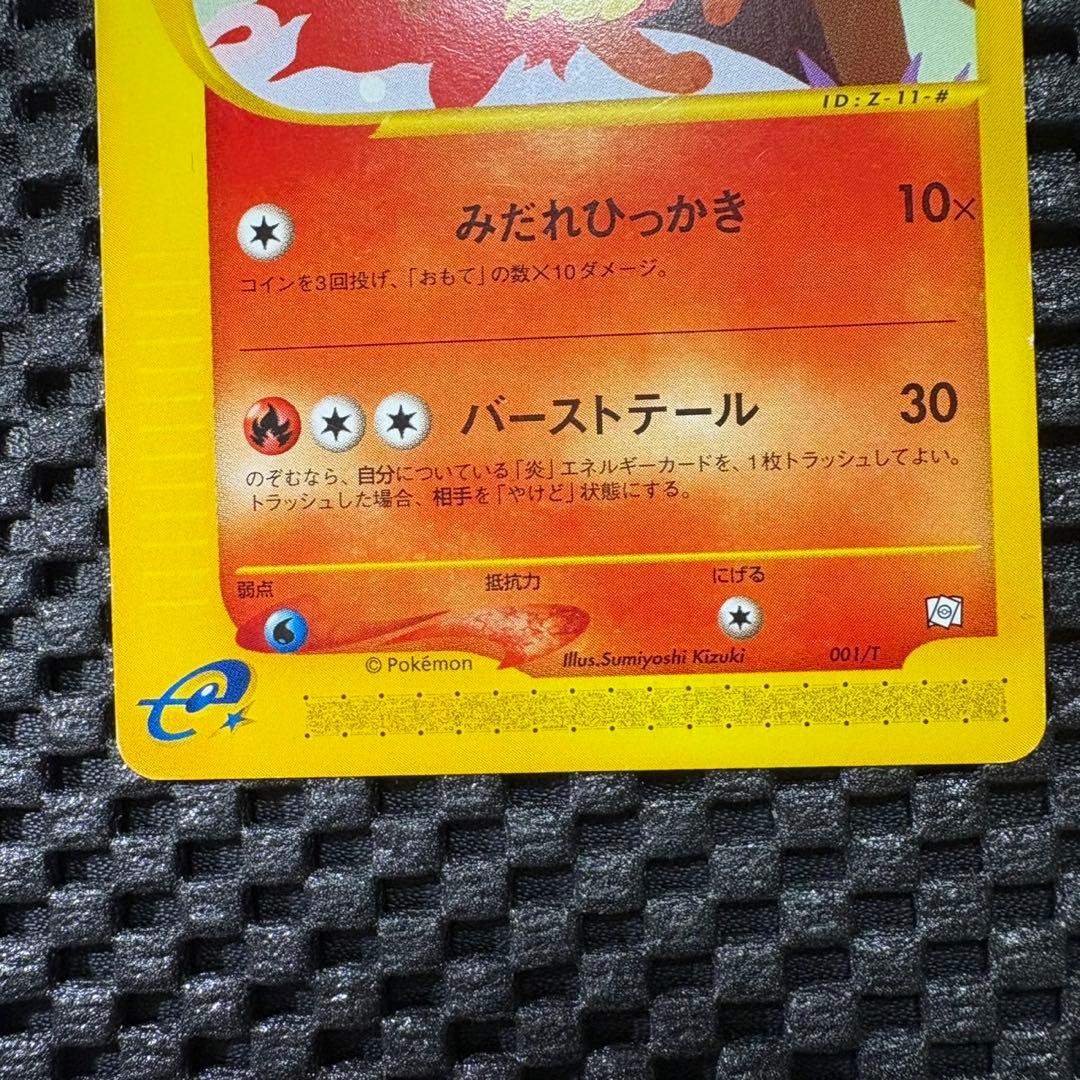 ID:Z-11-#
みだれひっかき 10×
コインを3回投げ、「おもて」の数×10ダメージ。
バーストテール 30
のぞむなら、自分についている「炎」エネルギーカードを、1枚トラッシュしてよい。
トラッシュした場合、相手を「やけど」状態にする。
弱点 抵抗力 にげる
© Pokémon Illus.Sumiyoshi Kizuki 001/T
e